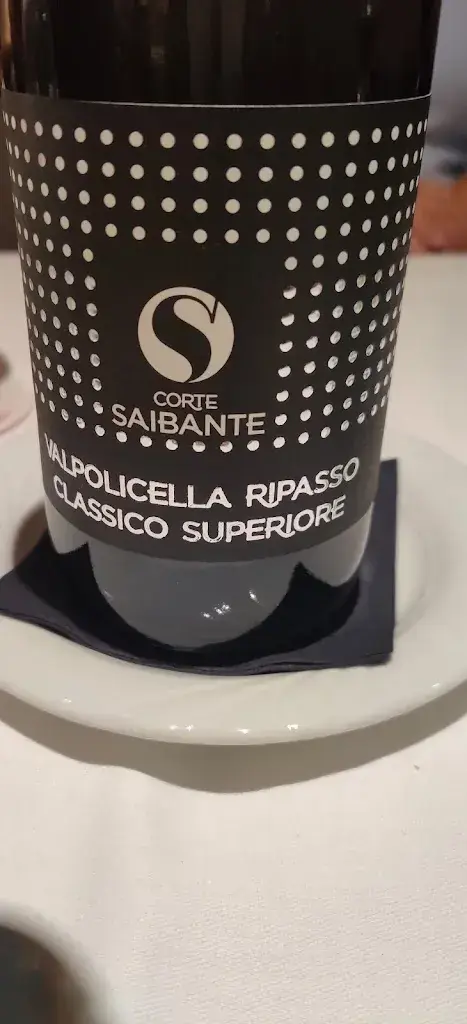 S
CORTE
SAIBANTE
VALPOLICELLA RIPASSO
CLASSICO SUPERIORE